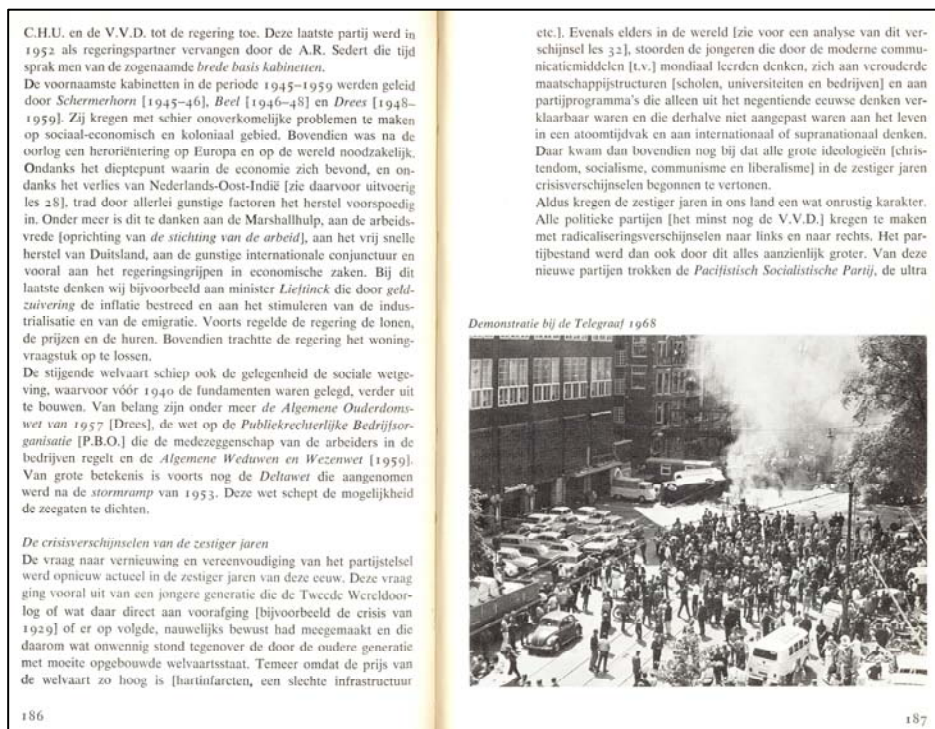 C.H.U. en de V.V.D. tot de regering toe. Deze laatste partij werd in
1952 als regeringspartner vervangen door de A.R. Sedert die tijd
sprak men van de zogenaamde brede basis kabinetten.
De voornaamste kabinetten in de periode 1945–1959 werden geleid
door Schermerhorn [1945–46], Beel [1946–48] en Drees [1948–
1959]. Zij kregen met schier onoverkomelijke problemen te maken
op sociaal-economisch en koloniaal gebied. Bovendien was na de
oorlog een heroriëntering op Europa en op de wereld noodzakelijk.
Ondanks het dieptepunt waarin de economie zich bevond, en on-
danks het verlies van Nederlands-Oost-Indië [zie daarvoor uitvoerig
les 28], trad door allerlei gunstige factoren het herstel voorspoedig
in. Onder meer is dit te danken aan de Marshallhulp, aan de arbeids-
vrede [oprichting van de stichting van de arbeid], aan het vrij snelle
herstel van Duitsland, aan de gunstige internationale conjunctuur en
vooral aan het regeringsingrijpen in economische zaken. Bij dit
laatste denken wij bijvoorbeeld aan minister Lieftinck die door geld-
zuivering de inflatie bestreed en aan het stimuleren van de indus-
trialisatie en van de emigratie. Voorts regelde de regering de lonen,
de prijzen en de huren. Bovendien trachtte de regering het woning-
vraagstuk op te lossen.
De stijgende welvaart schiep ook de gelegenheid de sociale wetge-
ving, waarvoor vóór 1940 de fundamenten waren gelegd, verder uit
te bouwen. Van belang zijn onder meer de Algemene Ouderdoms-
wet van 1957 [Drees], de wet op de Publiekrechterlijke Bedrijfsor-
ganisatie [P.B.O.] die de medezeggenschap van de arbeiders in de
bedrijven regelt en de Algemene Weduwen en Wezenwet [1959].
Van grote betekenis is voorts nog de Deltawet die aangenomen
werd na de stormramp van 1953. Deze wet schept de mogelijkheid
de zeegaten te dichten.
De crisisverschijnselen van de zestiger jaren
De vraag naar vernieuwing en vereenvoudiging van het partijstelsel
werd opnieuw actueel in de zestiger jaren van deze eeuw. Deze vraag
ging vooral uit van een jongere generatie die de Tweede Wereldoor-
log of wat daar direct aan voorafging [bijvoorbeeld de crisis van
1929] of er op volgde, nauwelijks bewust had meegemaakt en die
daarom wat onwennig stond tegenover de door de oudere generatie
met moeite opgebouwde welvaartsstaat. Temeer omdat de prijs van
de welvaart zo hoog is [hartinfarcten, een slechte infrastructuur
186
etc.]. Evenals elders in de wereld [zie voor een analyse van dit ver-
schijnsel les 32], stoorden de jongeren die door de moderne commu-
nicatiemiddelen [t.v.] mondiaal leerden denken, zich aan verouderde
maatschappijstructuren [scholen, universiteiten en bedrijven] en aan
partijprogramma's die alleen uit het negentiende eeuwse denken ver-
klaarbaar waren en die derhalve niet aangepast waren aan het leven
in een atoomtijdvak en aan internationaal of supranationaal denken.
Daar kwam dan bovendien nog bij dat alle grote ideologieën [chris-
tendom, socialisme, communisme en liberalisme] in de zestiger jaren
crisisverschijnselen begonnen te vertonen.
Aldus kregen de zestiger jaren in ons land een wat onrustig karakter.
Alle politieke partijen [het minst nog de V.V.D.] kregen te maken
met radicaliseringsverschijnselen naar links en naar rechts. Het par-
tijbestand werd dan ook door dit alles aanzienlijk groter. Van deze
nieuwe partijen trokken de Pacifistisch Socialistische Partij, de ultra
Demonstratie bij de Telegraaf 1968
187